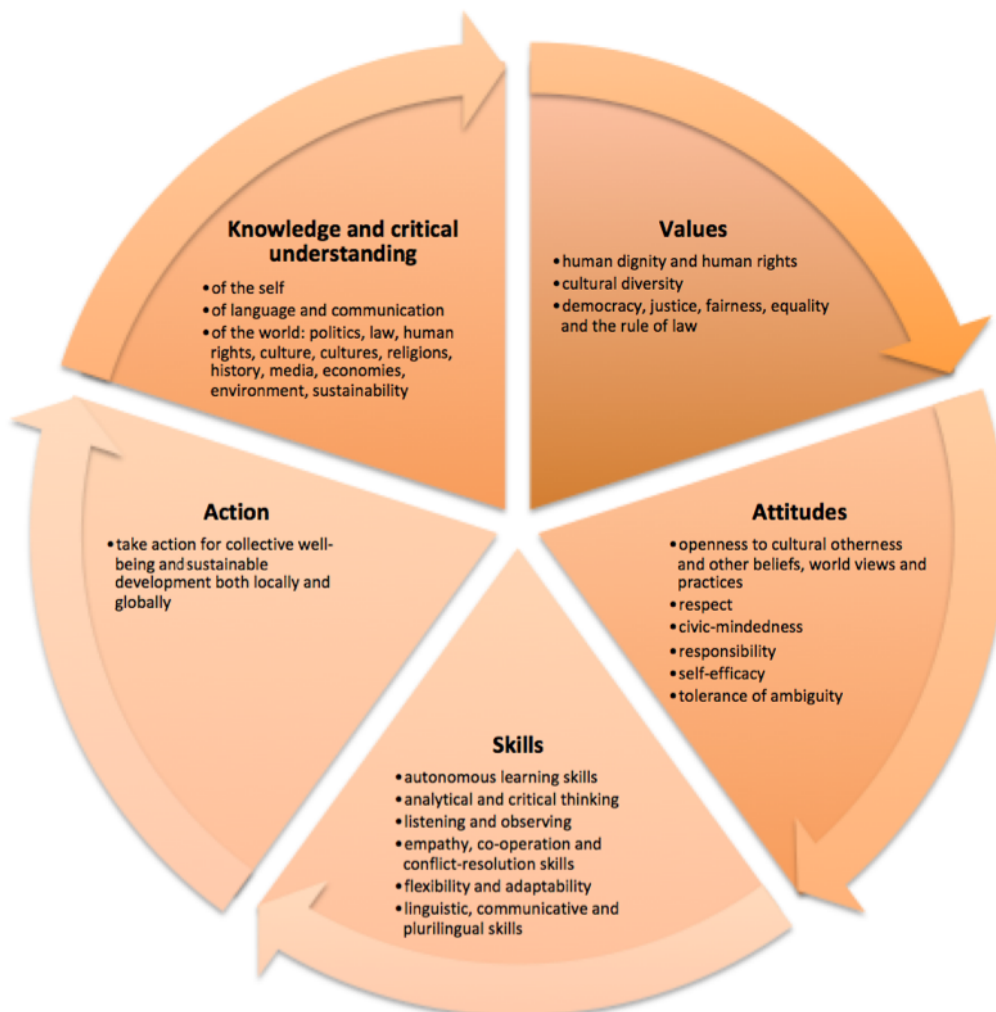 Knowledge and critical
understanding
•of the self
•of language and communication
•of the world: politics, law, human
rights, culture, cultures, religions,
history, media, economies,
environment, sustainability
Values
•human dignity and human rights
•cultural diversity
•democracy, justice, fairness, equality
and the rule of law
Attitudes
•openness to cultural otherness
and other beliefs, world views and
practices
•respect
•civic-mindedness
•responsibility
•self-efficacy
•tolerance of ambiguity
Skills
•autonomous learning skills
•analytical and critical thinking
•listening and observing
•empathy, co-operation and
conflict-resolution skills
•flexibility and adaptability
•linguistic, communicative and
plurilingual skills
Action
•take action for collective well-
being and sustainable
development both locally and
globally